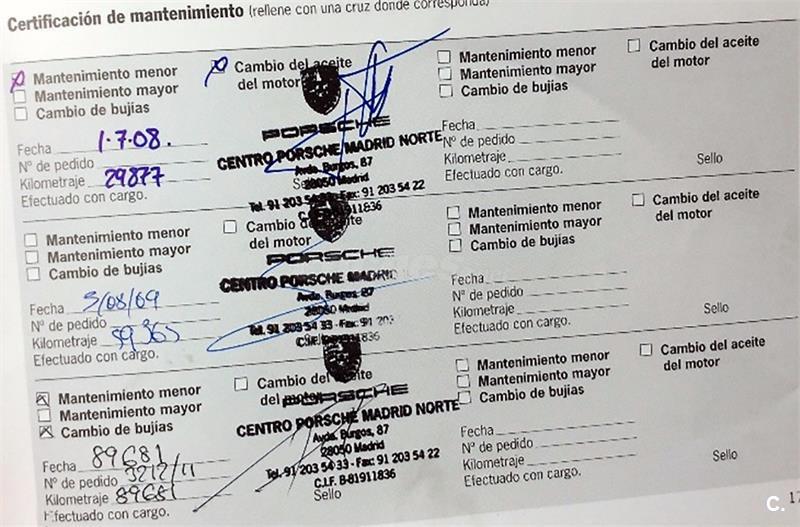 Certificación de mantenimiento (rellene con una cruz donde corresponda)
Mantenimiento menor
Mantenimiento mayor
Cambio de bujías
Cambio del aceite
del motor
Fecha 1.7.08.
Nº de pedido
Kilometraje 29877
Efectuado con cargo.
PORSCHE
CENTRO PORSCHE MADRID NORTE
Avda. Burgos, 87
28050 Madrid
Fax: 91 203 54 22
Mantenimiento menor
Mantenimiento mayor
Cambio de bujías
Cambio del aceite
del motor
Fecha
Nº de pedido
Kilometraje
Efectuado con cargo.
Sello
Mantenimiento menor
Mantenimiento mayor
Cambio de bujías
Cambio del aceite
del motor
Fecha /08/09
Nº de pedido
Kilometraje 59365
Efectuado con cargo.
PORSCHE
CENTRO PORSCHE MADRID
Avda. Burgos, 87
28050 Madrid
Tel. 91 203 54 33 - Fax: 91 203
Mantenimiento menor
Mantenimiento mayor
Cambio de bujías
Cambio del aceite
del motor
Fecha
Nº de pedido
Kilometraje
Efectuado con cargo.
Sello
Mantenimiento menor
Mantenimiento mayor
Cambio de bujías
Cambio del aceite
del motor
Fecha 89681
Nº de pedido 3212/11
Kilometraje 89681
Efectuado con cargo.
PORSCHE
CENTRO PORSCHE MADRID NORTE
Avda. Burgos, 87
28050 Madrid
Tel. 91 203 54 33 - Fax: 91 203 54 22
C.I.F. B-81911836
Sello
Mantenimiento menor
Mantenimiento mayor
Cambio de bujías
Cambio del aceite
del motor
Fecha
Nº de pedido
Kilometraje
Efectuado con cargo.
Sello
C.